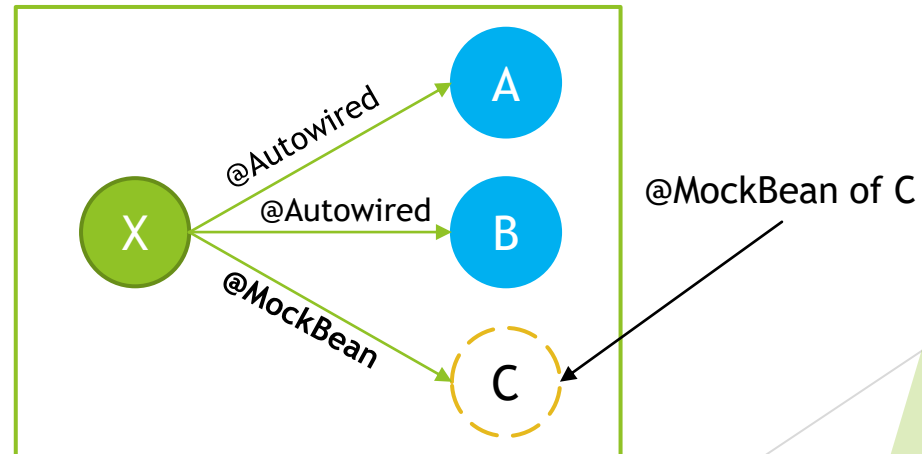 A
@Autowired
@MockBean of C
X
@Autowired
B
@MockBean
C